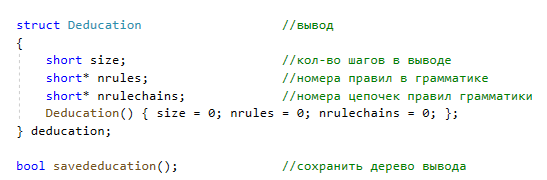 struct Deducation //вывод
{
short size; //кол-во шагов в выводе
short* nrules; //номера правил в грамматике
short* nrulechains; //номера цепочек правил грамматики
Deducation() { size = 0; nrules = 0; nrulechains = 0; };
} deducation;
bool savededucation(); //сохранить дерево вывода